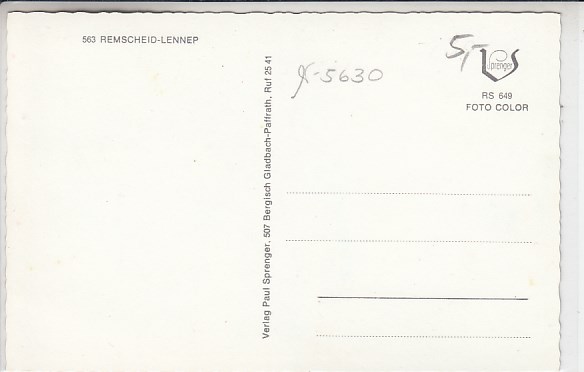 563 REMSCHEID-LENNEP
X-5630
5,-
Sprenger
RS 649
FOTO COLOR
Verlag Paul Sprenger, 507 Bergisch Gladbach-Paffrath, Ruf 25 41